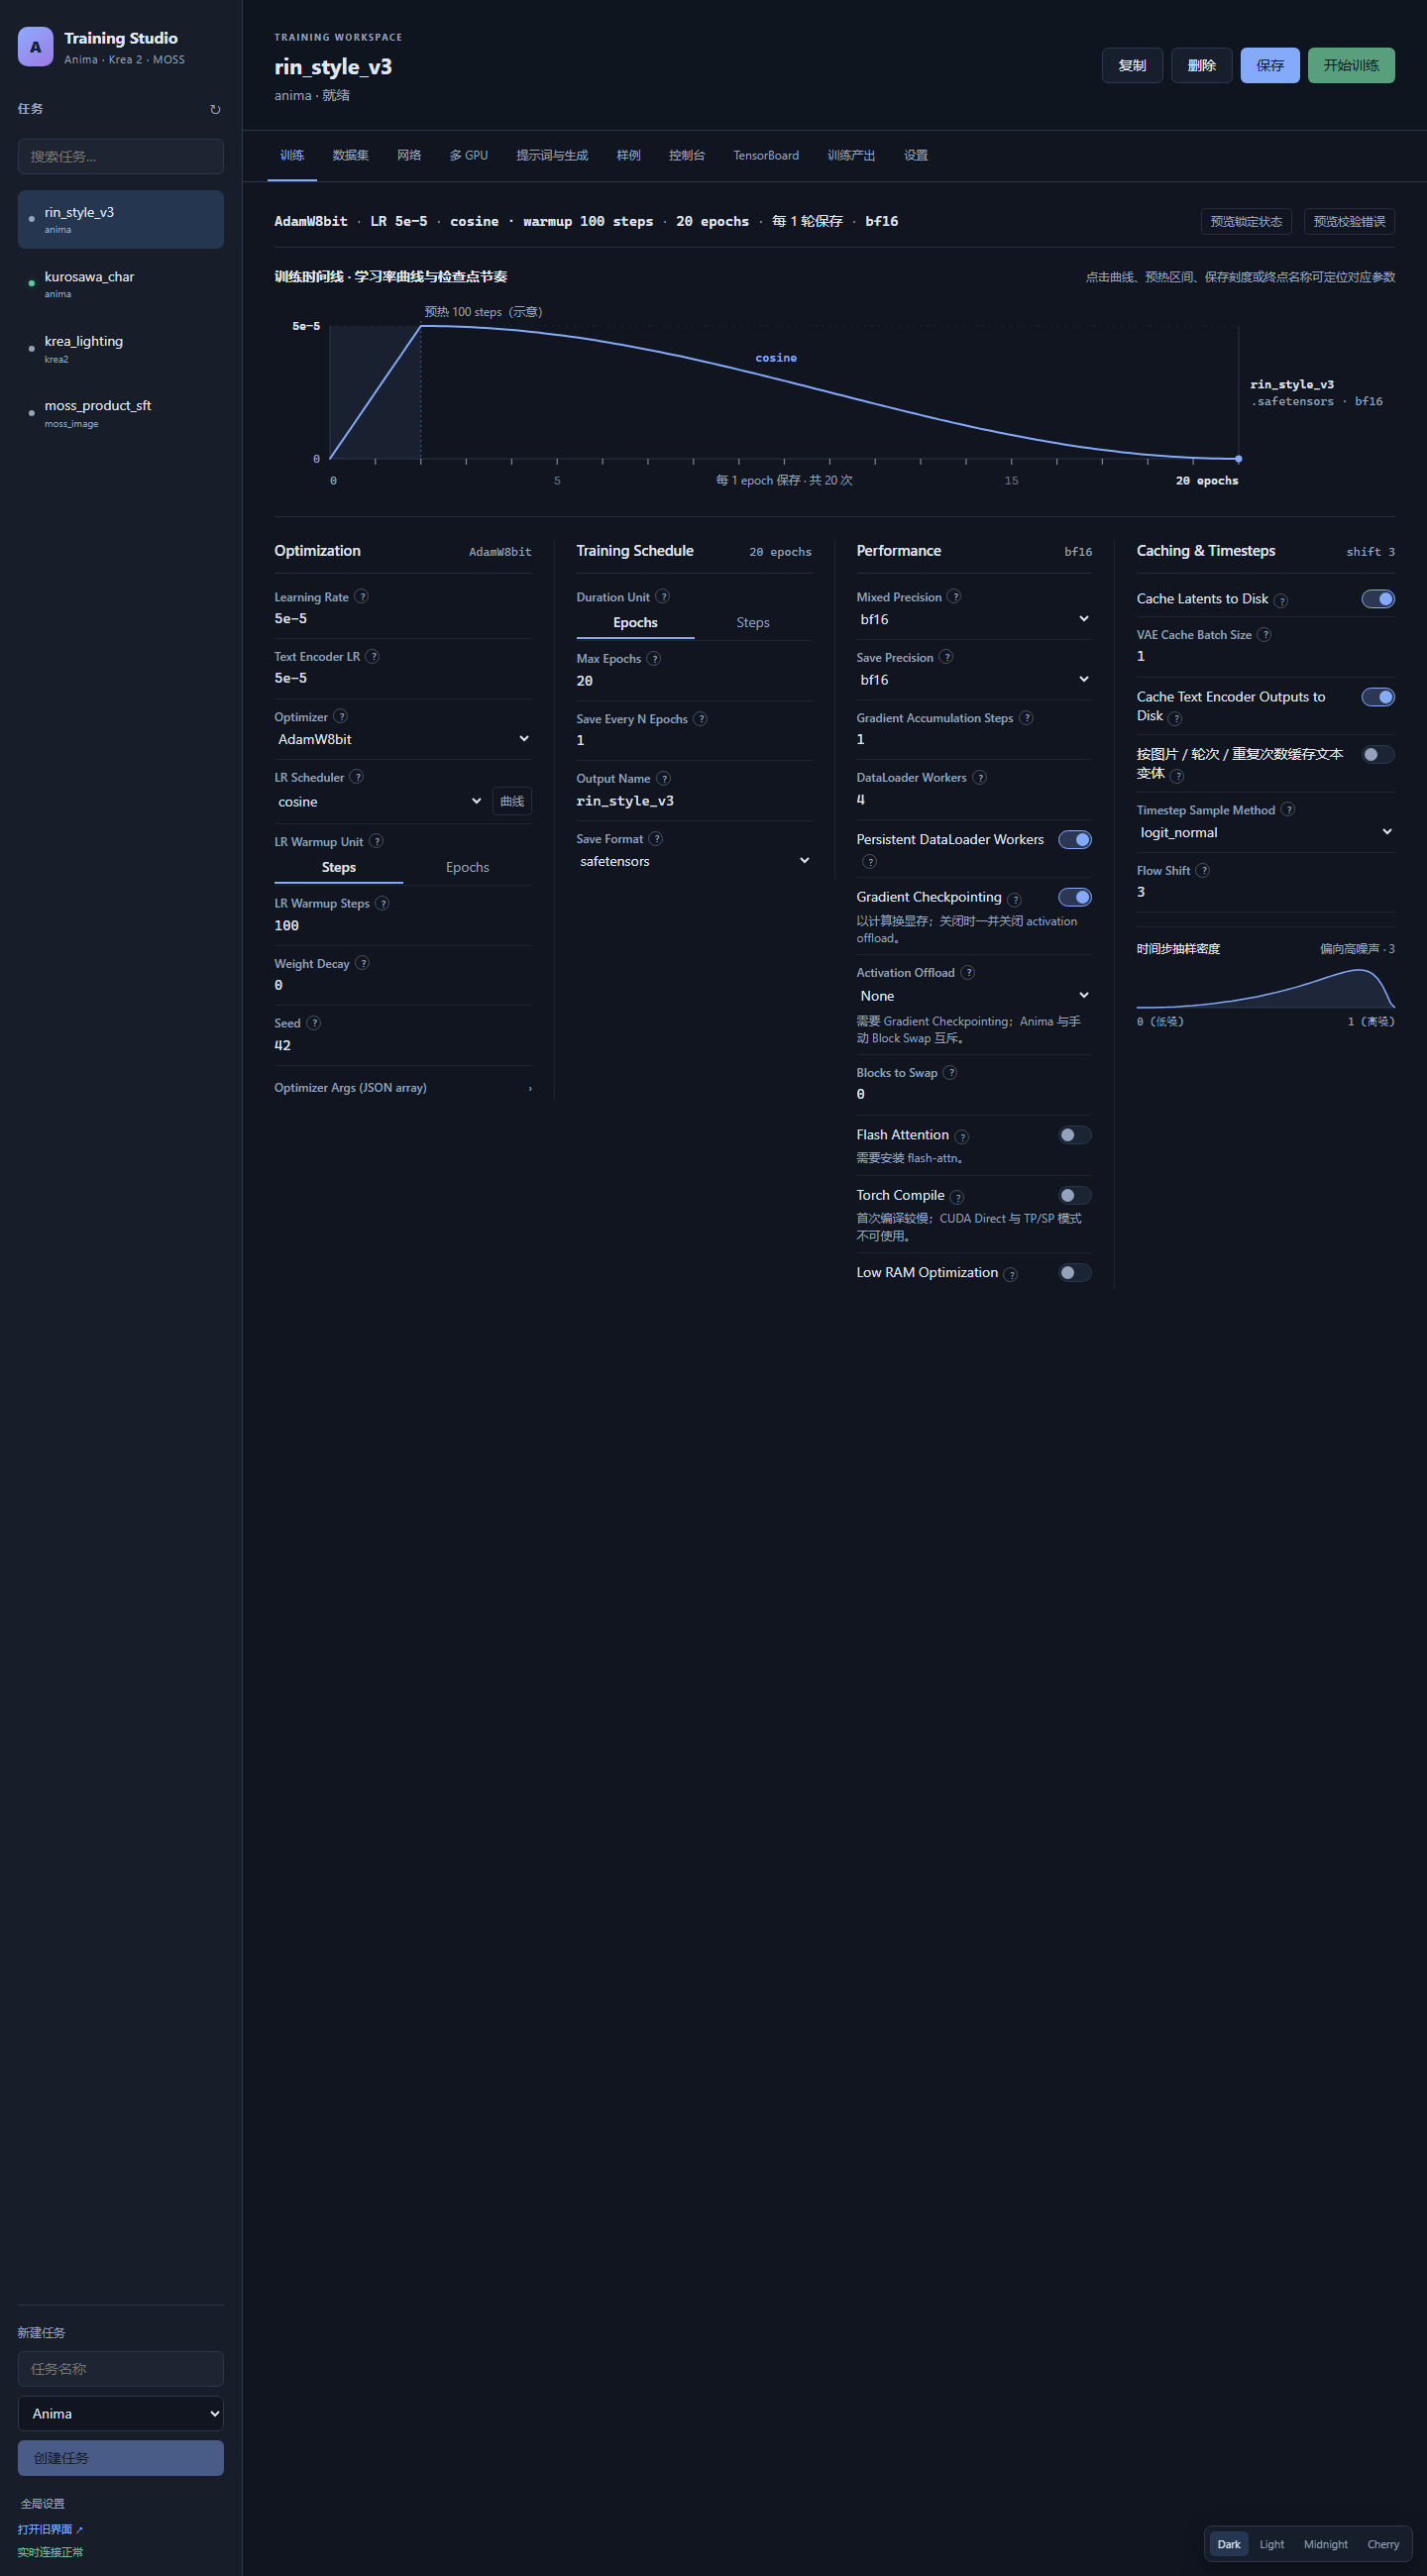 A
Training Studio
Anima · Krea 2 · MOSS
任务
↻
搜索任务...
rin_style_v3
anima
kurosawa_char
anima
krea_lighting
krea2
moss_product_sft
moss_image
新建任务
任务名称
Anima
创建任务
全局设置
打开旧界面 ↗
实时连接正常
TRAINING WORKSPACE
rin_style_v3
anima · 就绪
复制 删除 保存 开始训练
训练 数据集 网络 多 GPU 提示词与生成 样例 控制台 TensorBoard 训练产出 设置
AdamW8bit · LR 5e-5 · cosine · warmup 100 steps · 20 epochs · 每 1 轮保存 · bf16
预览锁定状态 预览校验错误
训练时间线 · 学习率曲线与检查点节奏
点击曲线、预热区间、保存刻度或终点名称可定位对应参数
预热 100 steps（示意）
5e-5
cosine
rin_style_v3
.safetensors · bf16
0
0 5 每 1 epoch 保存 · 共 20 次 15 20 epochs
Optimization AdamW8bit
Learning Rate ?
5e-5
Text Encoder LR ?
5e-5
Optimizer ?
AdamW8bit
LR Scheduler ?
cosine 曲线
LR Warmup Unit ?
Steps Epochs
LR Warmup Steps ?
100
Weight Decay ?
0
Seed ?
42
Optimizer Args (JSON array) ›
Training Schedule 20 epochs
Duration Unit ?
Epochs Steps
Max Epochs ?
20
Save Every N Epochs ?
1
Output Name ?
rin_style_v3
Save Format ?
safetensors
Performance bf16
Mixed Precision ?
bf16
Save Precision ?
bf16
Gradient Accumulation Steps ?
1
DataLoader Workers ?
4
Persistent DataLoader Workers
?
Gradient Checkpointing ?
以计算换显存；关闭时一并关闭 activation
offload。
Activation Offload ?
None
需要 Gradient Checkpointing；Anima 与手
动 Block Swap 互斥。
Blocks to Swap ?
0
Flash Attention ?
需要安装 flash-attn。
Torch Compile ?
首次编译较慢；CUDA Direct 与 TP/SP 模式
不可使用。
Low RAM Optimization ?
Caching & Timesteps shift 3
Cache Latents to Disk ?
VAE Cache Batch Size ?
1
Cache Text Encoder Outputs to
Disk ?
按图片 / 轮次 / 重复次数缓存文本
变体 ?
Timestep Sample Method ?
logit_normal
Flow Shift ?
3
时间步抽样密度 偏向高噪声 · 3
0 (低噪) 1 (高噪)
Dark Light Midnight Cherry